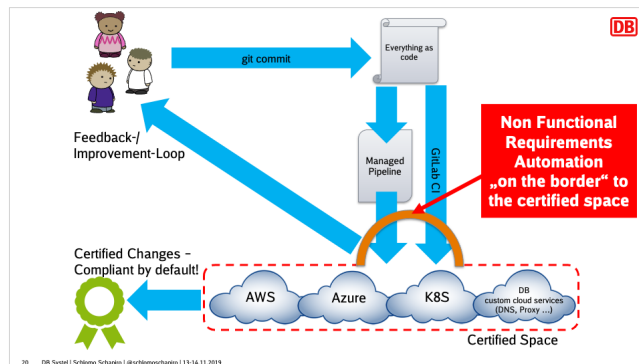 DB
git commit
Everything as
code
Feedback-/
Improvement-Loop
Managed
Pipeline
GitLab CI
Non Functional
Requirements
Automation
„on the border“ to
the certified space
Certified Changes –
Compliant by default!
AWS
Azure
K8S
DB
custom cloud services
(DNS, Proxy ...)
Certified Space
20 DB Systel | Schlomo Schapiro | @schlomoschapiro | 13-14.11.2019